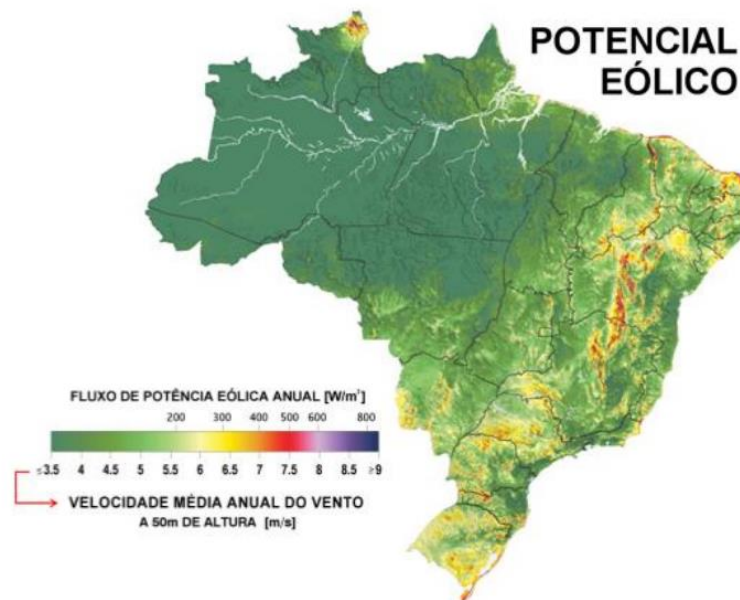 POTENCIAL
EÓLICO
FLUXO DE POTÊNCIA EÓLICA ANUAL [W/m²]
200 300 400 500 600 800
≤3.5 4 4.5 5 5.5 6 6.5 7 7.5 8 8.5 ≥9
VELOCIDADE MÉDIA ANUAL DO VENTO
A 50m DE ALTURA [m/s]